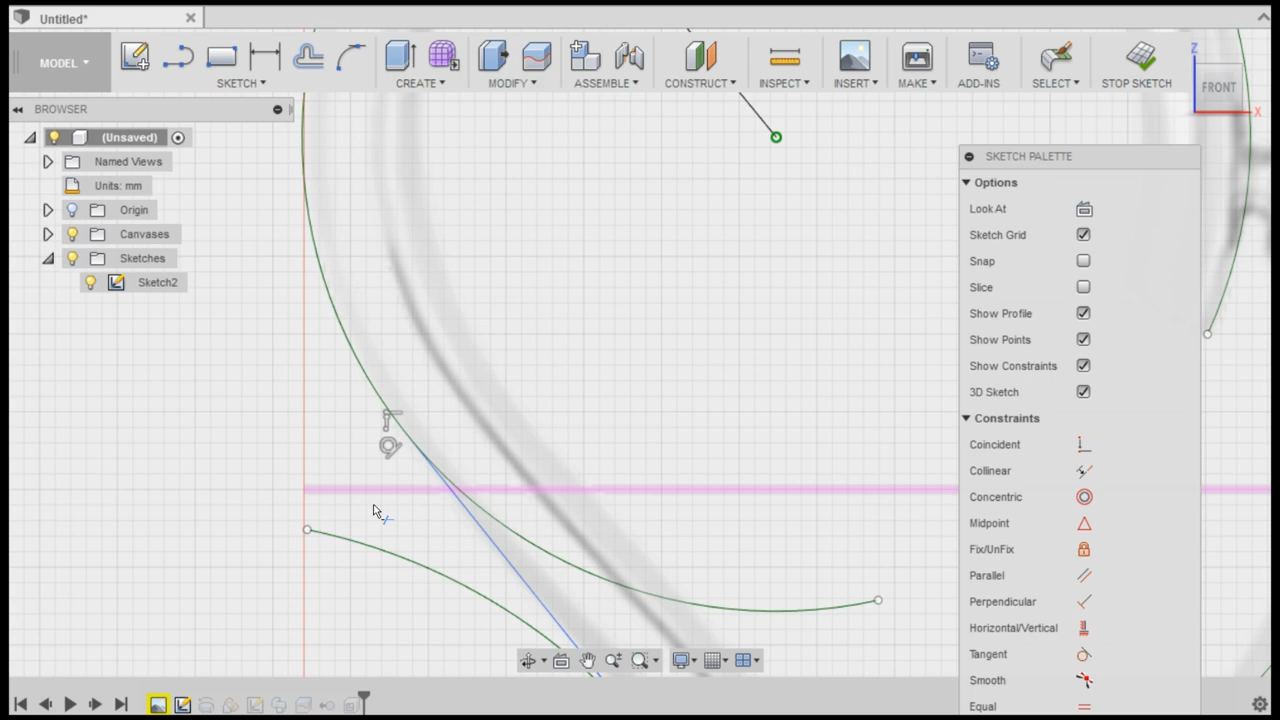 Untitled*
MODEL
SKETCH
CREATE
MODIFY
ASSEMBLE
CONSTRUCT
INSPECT
INSERT
MAKE
ADD-INS
SELECT
STOP SKETCH
Z
FRONT
X
BROWSER
(Unsaved)
Named Views
Units: mm
Origin
Canvases
Sketches
Sketch2
SKETCH PALETTE
Options
Look At
Sketch Grid
Snap
Slice
Show Profile
Show Points
Show Constraints
3D Sketch
Constraints
Coincident
Collinear
Concentric
Midpoint
Fix/UnFix
Parallel
Perpendicular
Horizontal/Vertical
Tangent
Smooth
Equal